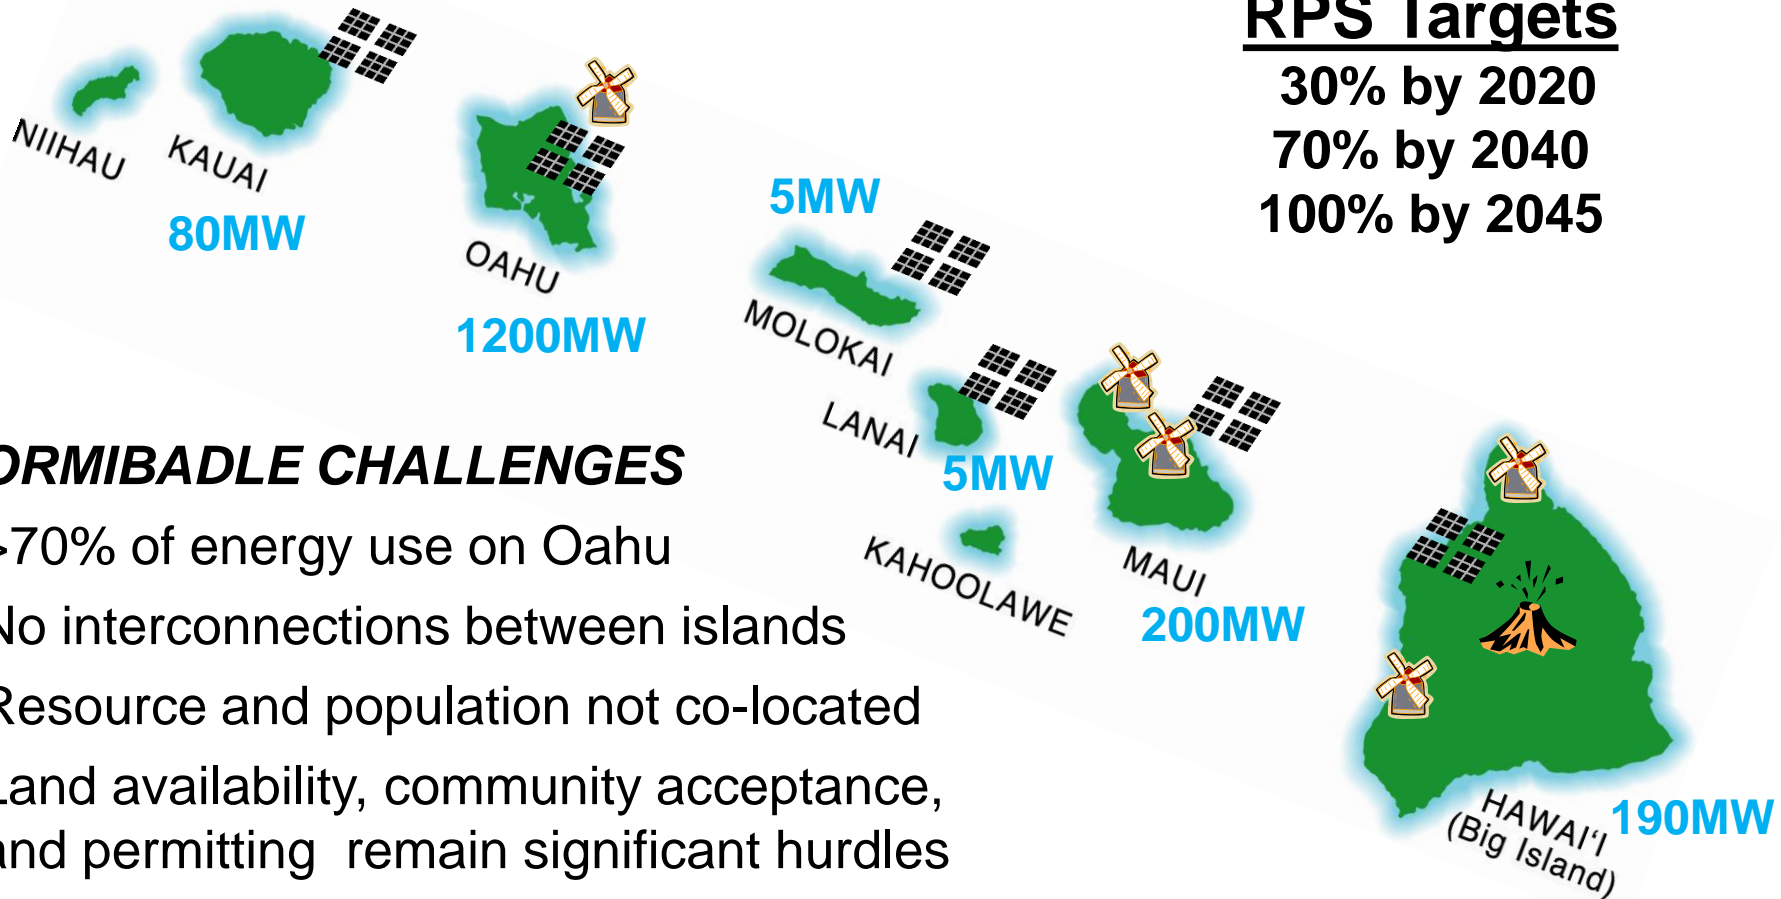 RPS Targets
30% by 2020
70% by 2040
100% by 2045
NIIHAU
KAUAI
80MW
OAHU
1200MW
5MW
MOLOKAI
LANAI
5MW
KAHOOLAWE
MAUI
200MW
HAWAI‘I
(Big Island)
190MW
ORMIBADLE CHALLENGES
>70% of energy use on Oahu
No interconnections between islands
Resource and population not co-located
Land availability, community acceptance,
and permitting remain significant hurdles